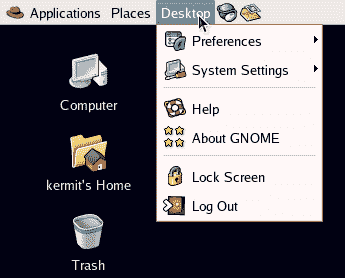 Applications Places Desktop
Preferences
System Settings
Computer
Help
About GNOME
kermit's Home
Lock Screen
Log Out
Trash